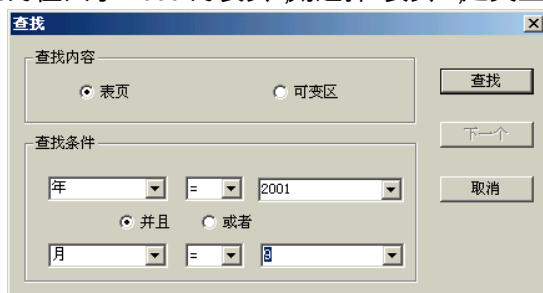 查找
查找内容
表页 可变区
查找
下一个
查找条件
年 = 2001
取消
并且 或者
月 = 9